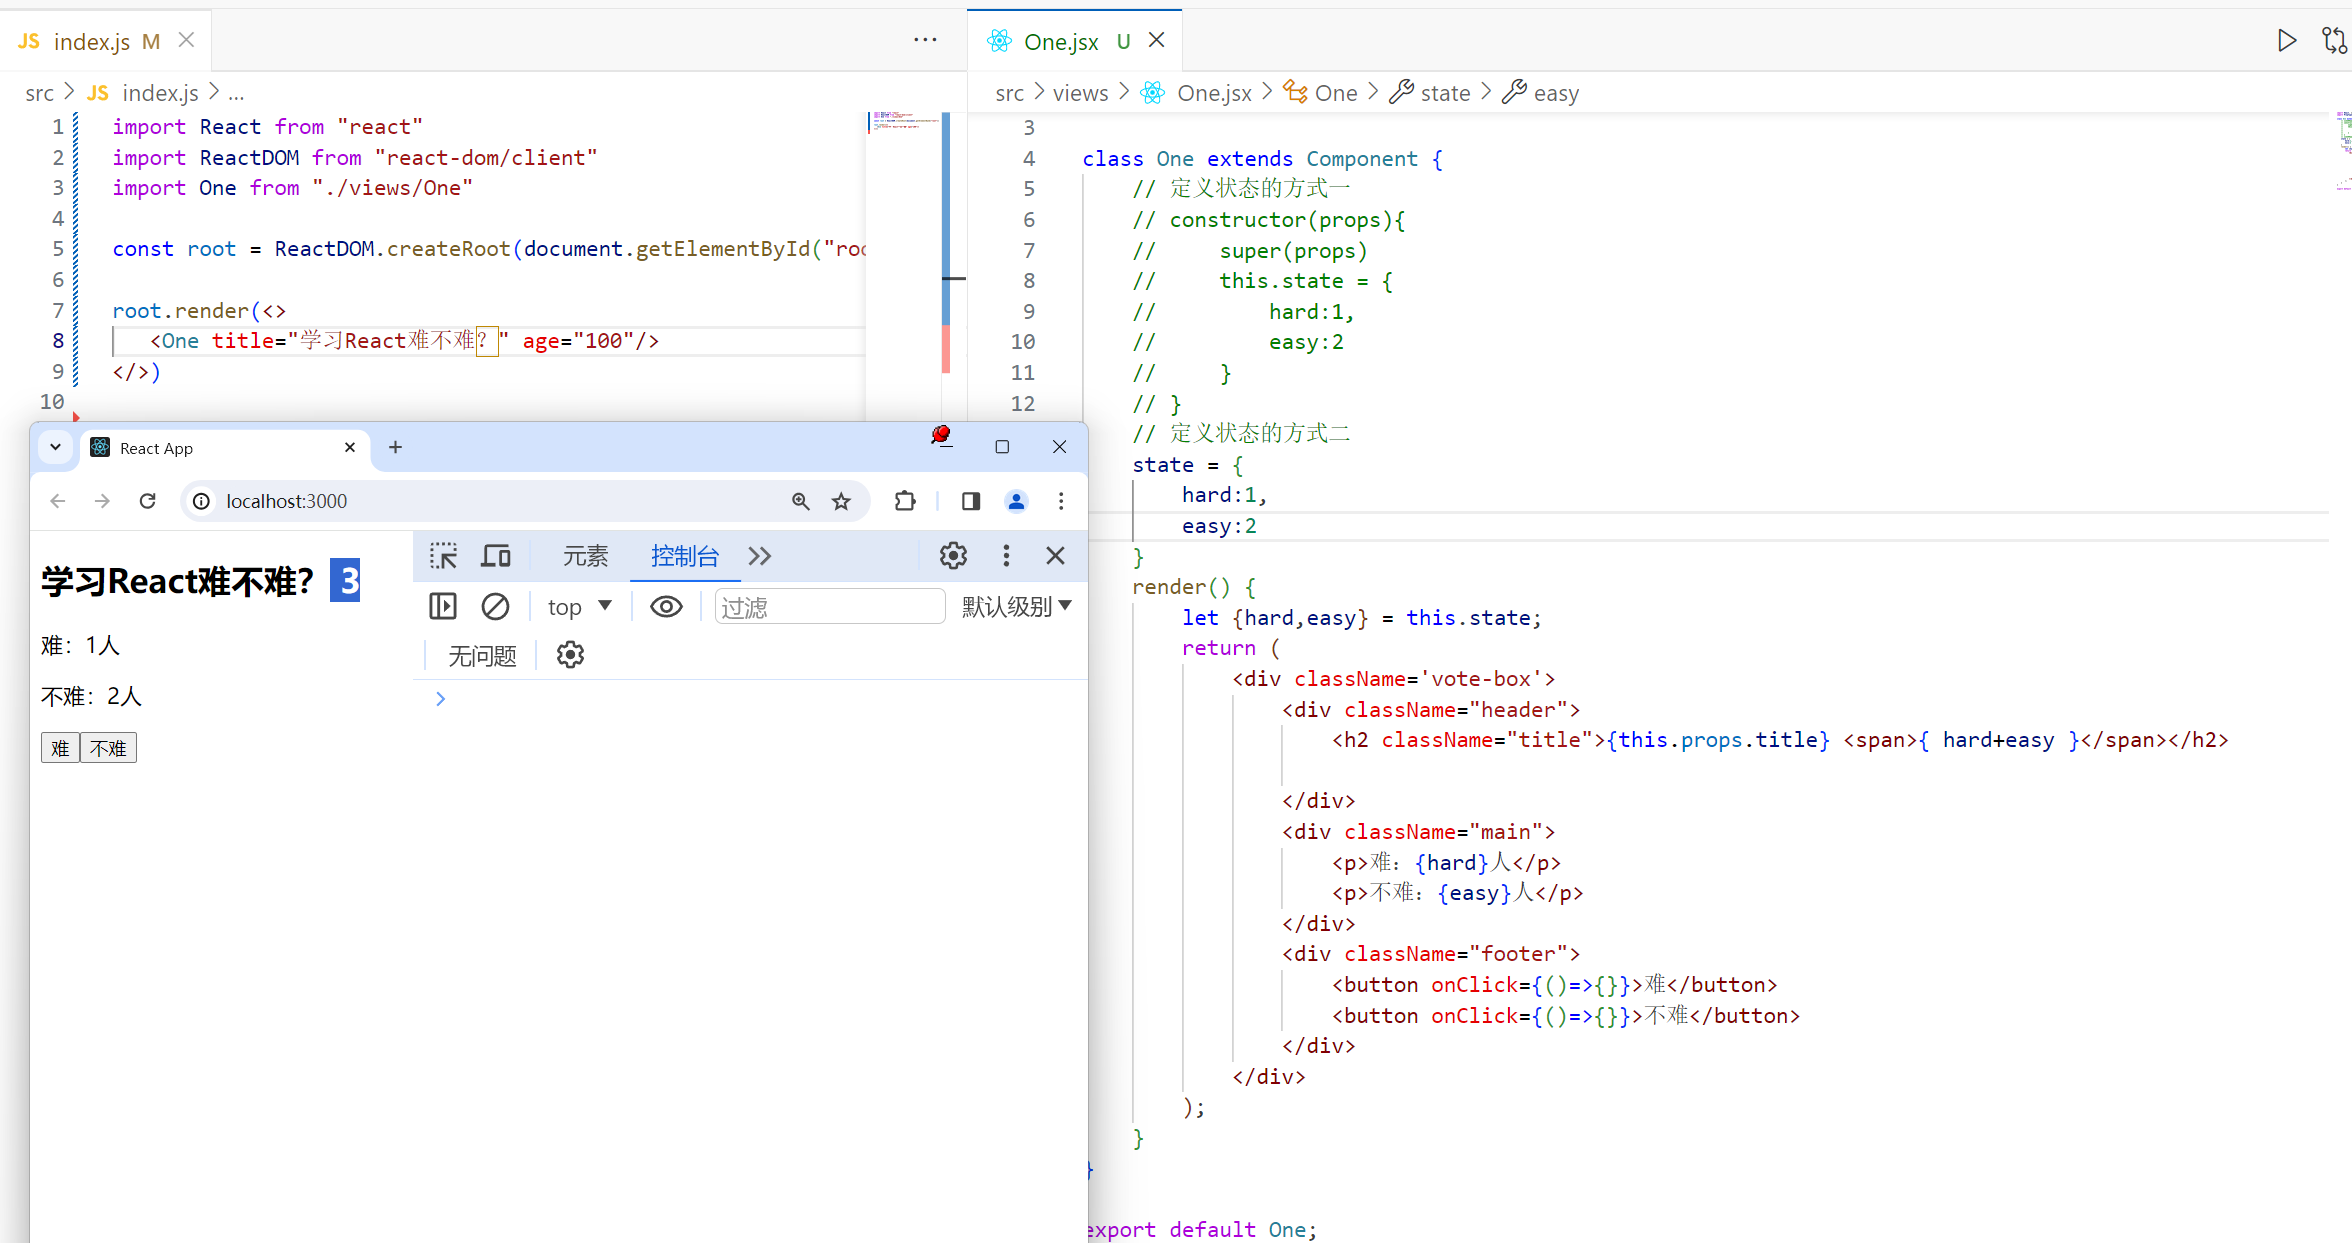 JS index.js M
src > JS index.js > ...
1 import React from "react"
2 import ReactDOM from "react-dom/client"
3 import One from "./views/One"
4
5 const root = ReactDOM.createRoot(document.getElementById("roo
6
7 root.render(<>
8 <One title="学习React难不难？" age="100"/>
9 </>)
10
One.jsx U
src > views > One.jsx > One > state > easy
3
4 class One extends Component {
5 // 定义状态的方式一
6 // constructor(props){
7 //     super(props)
8 //     this.state = {
9 //         hard:1,
10 //         easy:2
11 //     }
12 // }
// 定义状态的方式二
state = {
hard:1,
easy:2
}
render() {
let {hard,easy} = this.state;
return (
<div className='vote-box'>
<div className="header">
<h2 className="title">{this.props.title} <span>{ hard+easy }</span></h2>
</div>
<div className="main">
<p>难：{hard}人</p>
<p>不难：{easy}人</p>
</div>
<div className="footer">
<button onClick={()=>{}}>难</button>
<button onClick={()=>{}}>不难</button>
</div>
</div>
);
}
}
export default One;
React App
localhost:3000
学习React难不难？ 3
难：1人
不难：2人
难 不难
元素 控制台
top 过滤 默认级别
无问题